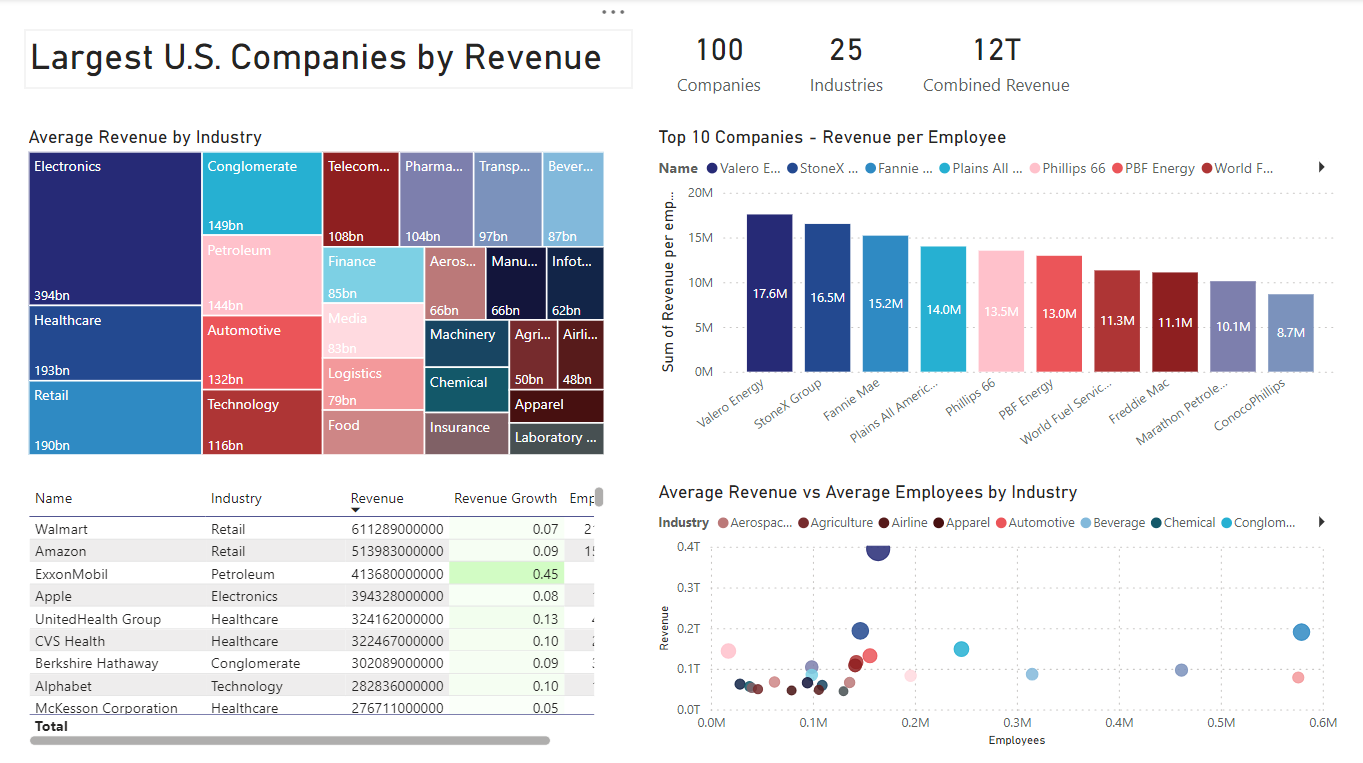 Largest U.S. Companies by Revenue
100
Companies
25
Industries
12T
Combined Revenue
Average Revenue by Industry
Electronics
394bn
Healthcare
193bn
Retail
190bn
Conglomerate
149bn
Petroleum
144bn
Automotive
132bn
Technology
116bn
Telecom...
108bn
Pharma...
104bn
Transp...
97bn
Bever...
87bn
Finance
85bn
Media
83bn
Logistics
79bn
Food
Aeros...
66bn
Manu...
66bn
Infot...
62bn
Machinery
Chemical
Insurance
Agri...
50bn
Airli...
48bn
Apparel
Laboratory ...
Top 10 Companies - Revenue per Employee
Name Valero E... StoneX ... Fannie ... Plains All ... Phillips 66 PBF Energy World F...
Sum of Revenue per emp...
20M
15M
10M
5M
0M
17.6M
16.5M
15.2M
14.0M
13.5M
13.0M
11.3M
11.1M
10.1M
8.7M
Valero Energy
StoneX Group
Fannie Mae
Plains All Americ...
Phillips 66
PBF Energy
World Fuel Servic...
Freddie Mac
Marathon Petrole...
ConocoPhillips
Name Industry Revenue Revenue Growth Emp
Walmart Retail 611289000000 0.07
Amazon Retail 513983000000 0.09
ExxonMobil Petroleum 413680000000 0.45
Apple Electronics 394328000000 0.08
UnitedHealth Group Healthcare 324162000000 0.13
CVS Health Healthcare 322467000000 0.10
Berkshire Hathaway Conglomerate 302089000000 0.09
Alphabet Technology 282836000000 0.10
McKesson Corporation Healthcare 276711000000 0.05
Total
Average Revenue vs Average Employees by Industry
Industry Aerospac... Agriculture Airline Apparel Automotive Beverage Chemical Conglom...
Revenue
0.4T
0.3T
0.2T
0.1T
0.0T
0.0M 0.1M 0.2M 0.3M 0.4M 0.5M 0.6M
Employees